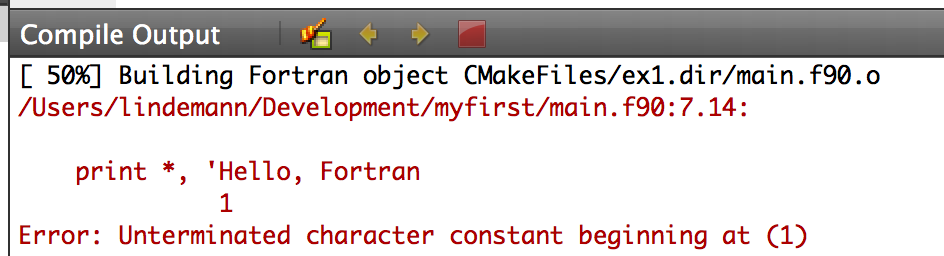 Compile Output
[ 50%] Building Fortran object CMakeFiles/ex1.dir/main.f90.o
/Users/lindemann/Development/myfirst/main.f90:7.14:
print *, 'Hello, Fortran
1
Error: Unterminated character constant beginning at (1)